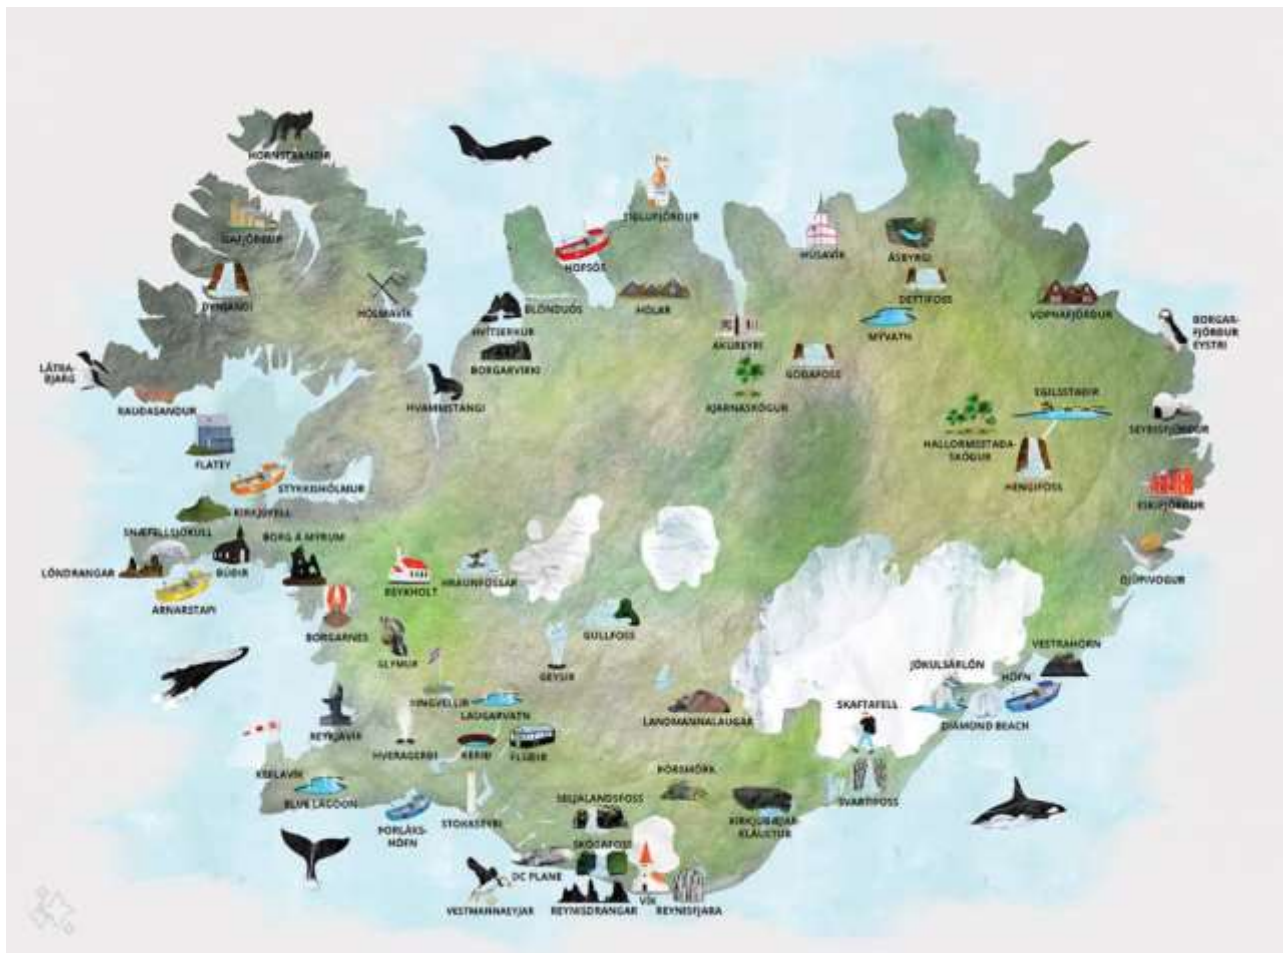 HORNSTRANDIR
SIGLUFJÖRÐUR
ÍSAFJÖRÐUR
HÚSAVÍK
ÁSBYRGI
HOFSÓS
DETTIFOSS
DYNJANDI
HÓLMAVÍK
BLÖNDUÓS
HÓLAR
VOPNAFJÖRÐUR
BORGAR-
FJÖRÐUR
EYSTRI
HVÍTSERKUR
AKUREYRI
MÝVATN
BORGARVIRKI
GOÐAFOSS
LÁTRA-
BJARG
RAUÐASANDUR
HVAMMSTANGI
KJARNASKÓGUR
EGILSSTAÐIR
SEYÐISFJÖRÐUR
HALLORMSSTAÐA-
SKÓGUR
FLATEY
STYKKISHÓLMUR
HENGIFOSS
ESKIFJÖRÐUR
KIRKJUFELL
SNÆFELLSJÖKULL
BORG Á MÝRUM
LÓNDRANGAR
BÚÐIR
HRAUNFOSSAR
DJÚPIVOGUR
REYKHOLT
ARNARSTAPI
BORGARNES
GULLFOSS
GLYMUR
VESTRAHORN
GEYSIR
JÖKULSÁRLÓN
HÖFN
ÞINGVELLIR
LAUGARVATN
LANDMANNALAUGAR
SKAFTAFELL
DIAMOND BEACH
REYKJAVÍK
HVERAGERÐI
KERIÐ
FLÚÐIR
KEFLAVÍK
ÞÓRSMÖRK
BLUE LAGOON
SELJALANDSFOSS
SVARTIFOSS
STOKKSEYRI
ÞORLÁKS-
HÖFN
KIRKJUBÆJAR-
KLAUSTUR
SKÓGAFOSS
DC PLANE
VÍK
VESTMANNAEYJAR
REYNISDRANGAR
REYNISFJARA